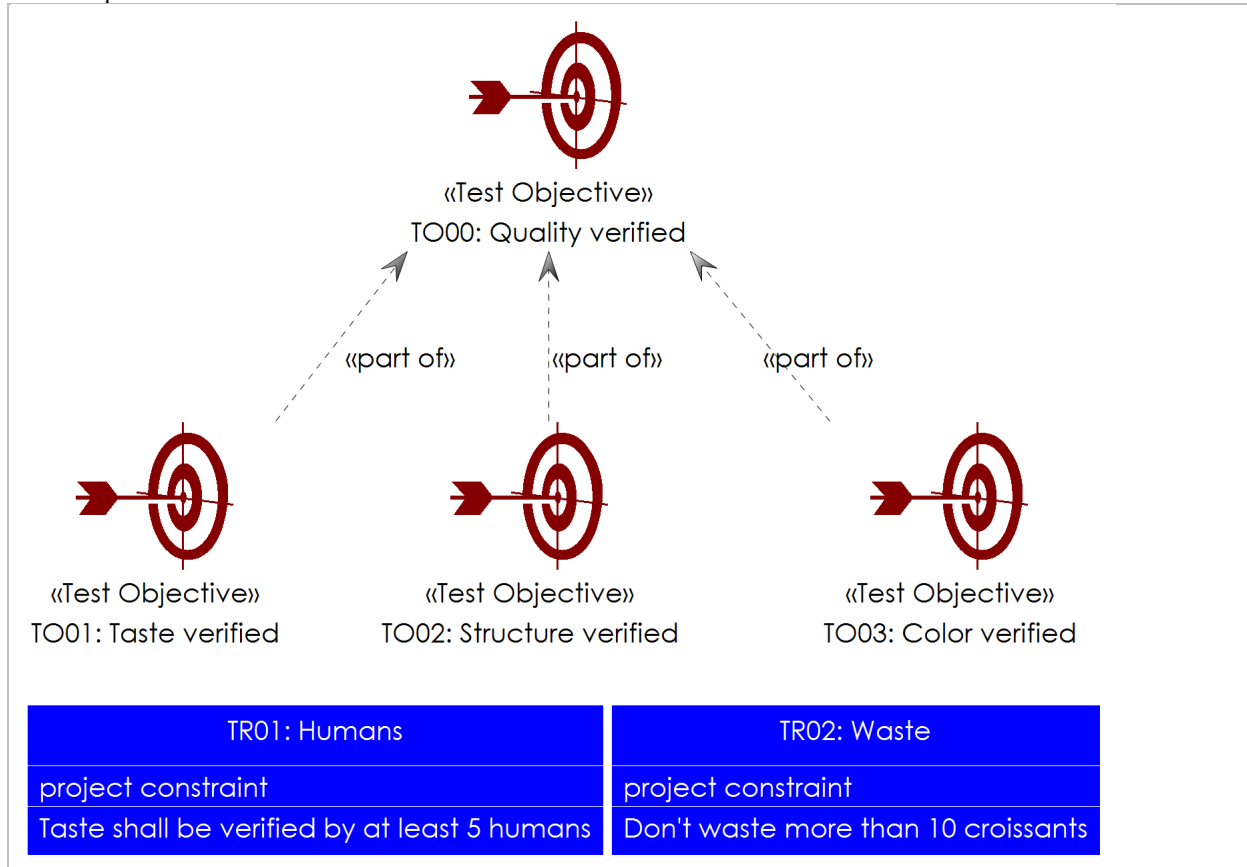 «Test Objective»
TO00: Quality verified
«part of» «part of» «part of»
«Test Objective» «Test Objective» «Test Objective»
TO01: Taste verified TO02: Structure verified TO03: Color verified
TR01: Humans TR02: Waste
project constraint project constraint
Taste shall be verified by at least 5 humans Don't waste more than 10 croissants